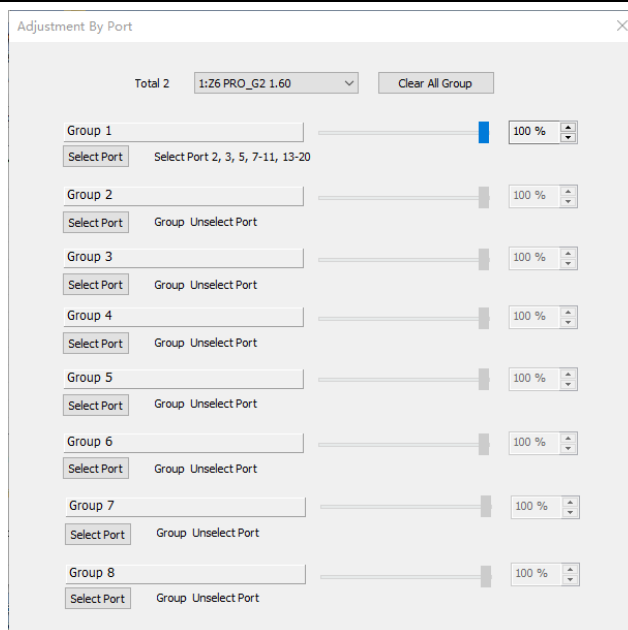 Adjustment By Port
Total 2 1:Z6 PRO_G2 1.60 Clear All Group
Group 1 100 %
Select Port Select Port 2, 3, 5, 7-11, 13-20
Group 2 100 %
Select Port Group Unselect Port
Group 3 100 %
Select Port Group Unselect Port
Group 4 100 %
Select Port Group Unselect Port
Group 5 100 %
Select Port Group Unselect Port
Group 6 100 %
Select Port Group Unselect Port
Group 7 100 %
Select Port Group Unselect Port
Group 8 100 %
Select Port Group Unselect Port